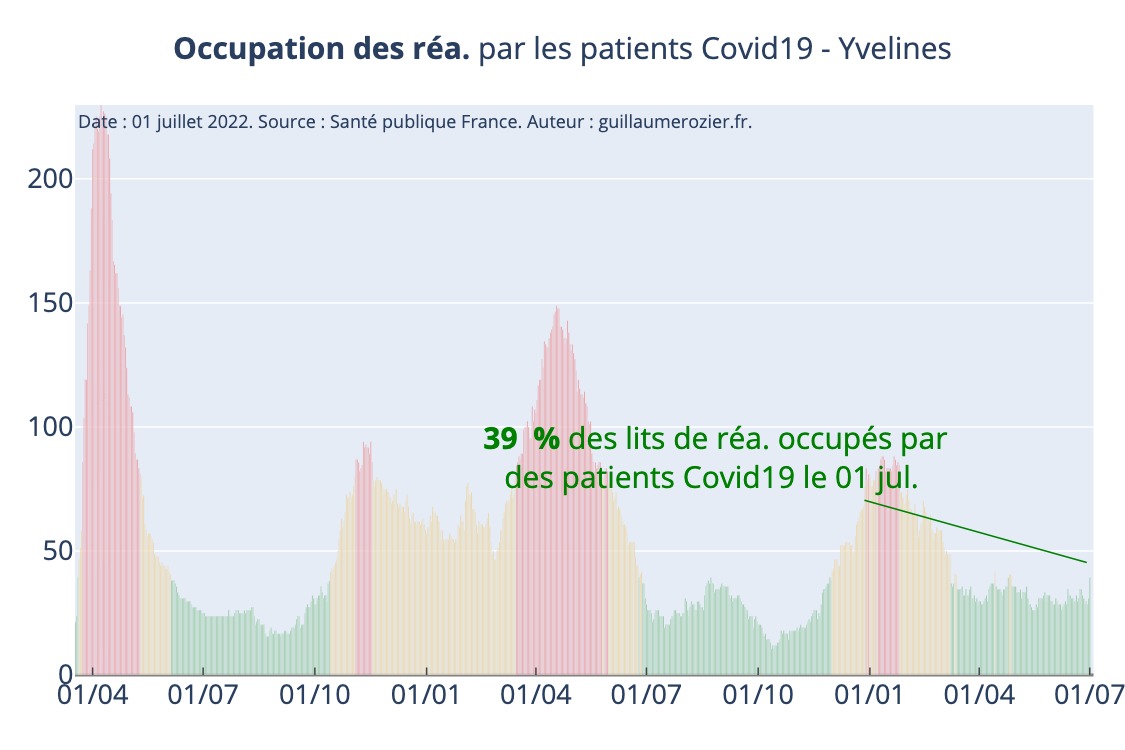 Occupation des réa. par les patients Covid19 - Yvelines
Date : 01 juillet 2022. Source : Santé publique France. Auteur : guillaumerozier.fr.
200
150
100
39 % des lits de réa. occupés par
des patients Covid19 le 01 jul.
50
0
01/04 01/07 01/10 01/01 01/04 01/07 01/10 01/01 01/04 01/07